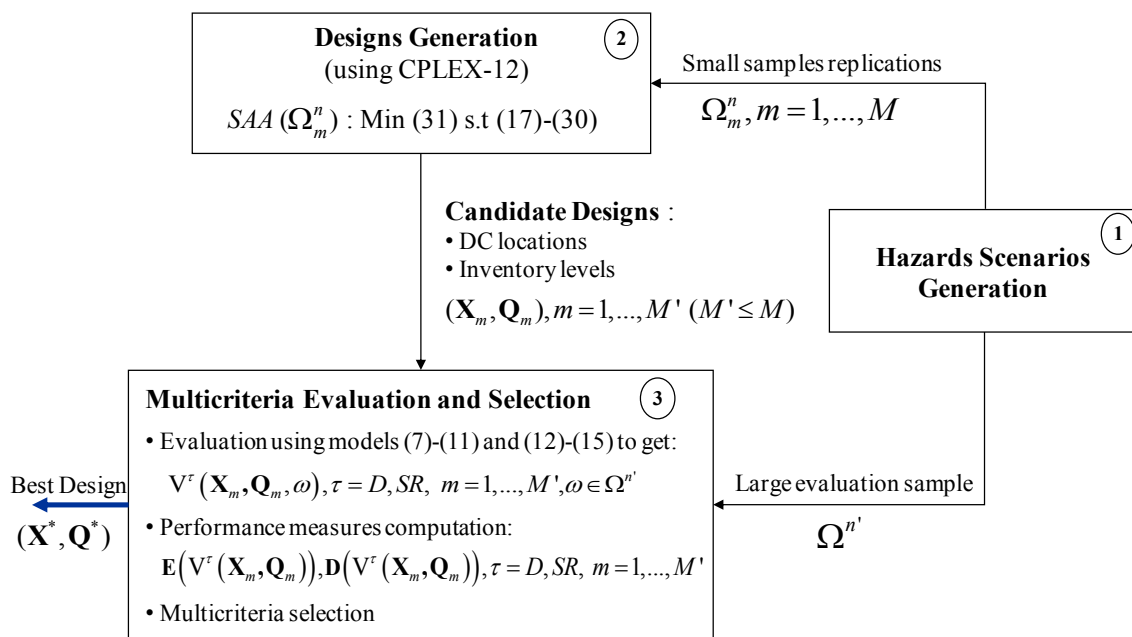 Designs Generation
2
(using CPLEX-12)
SAA (Ω_m^n) : Min (31) s.t (17)-(30)
Small samples replications
Ω_m^n, m = 1,..., M
1
Hazards Scenarios
Generation
Candidate Designs :
• DC locations
• Inventory levels
(X_m, Q_m), m = 1,..., M' (M' ≤ M)
Multicriteria Evaluation and Selection
3
• Evaluation using models (7)-(11) and (12)-(15) to get:
V^τ (X_m, Q_m, ω), τ = D, SR, m = 1,..., M', ω ∈ Ω^n'
• Performance measures computation:
E(V^τ (X_m, Q_m)), D(V^τ (X_m, Q_m)), τ = D, SR, m = 1,..., M'
• Multicriteria selection
Large evaluation sample
Ω^n'
Best Design
(X^*, Q^*)